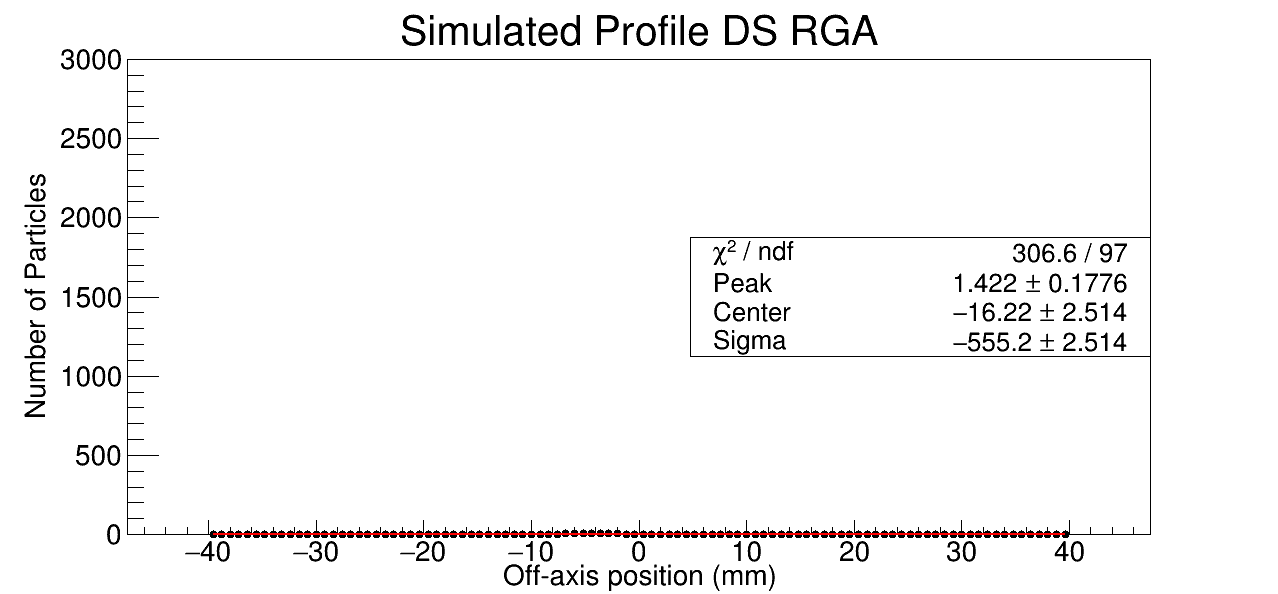 Simulated Profile DS RGA
Number of Particles
3000
2500
2000
1500
1000
500
0
χ² / ndf 306.6 / 97
Peak 1.422 ± 0.1776
Center −16.22 ± 2.514
Sigma −555.2 ± 2.514
−40 −30 −20 −10 0 10 20 30 40
Off-axis position (mm)